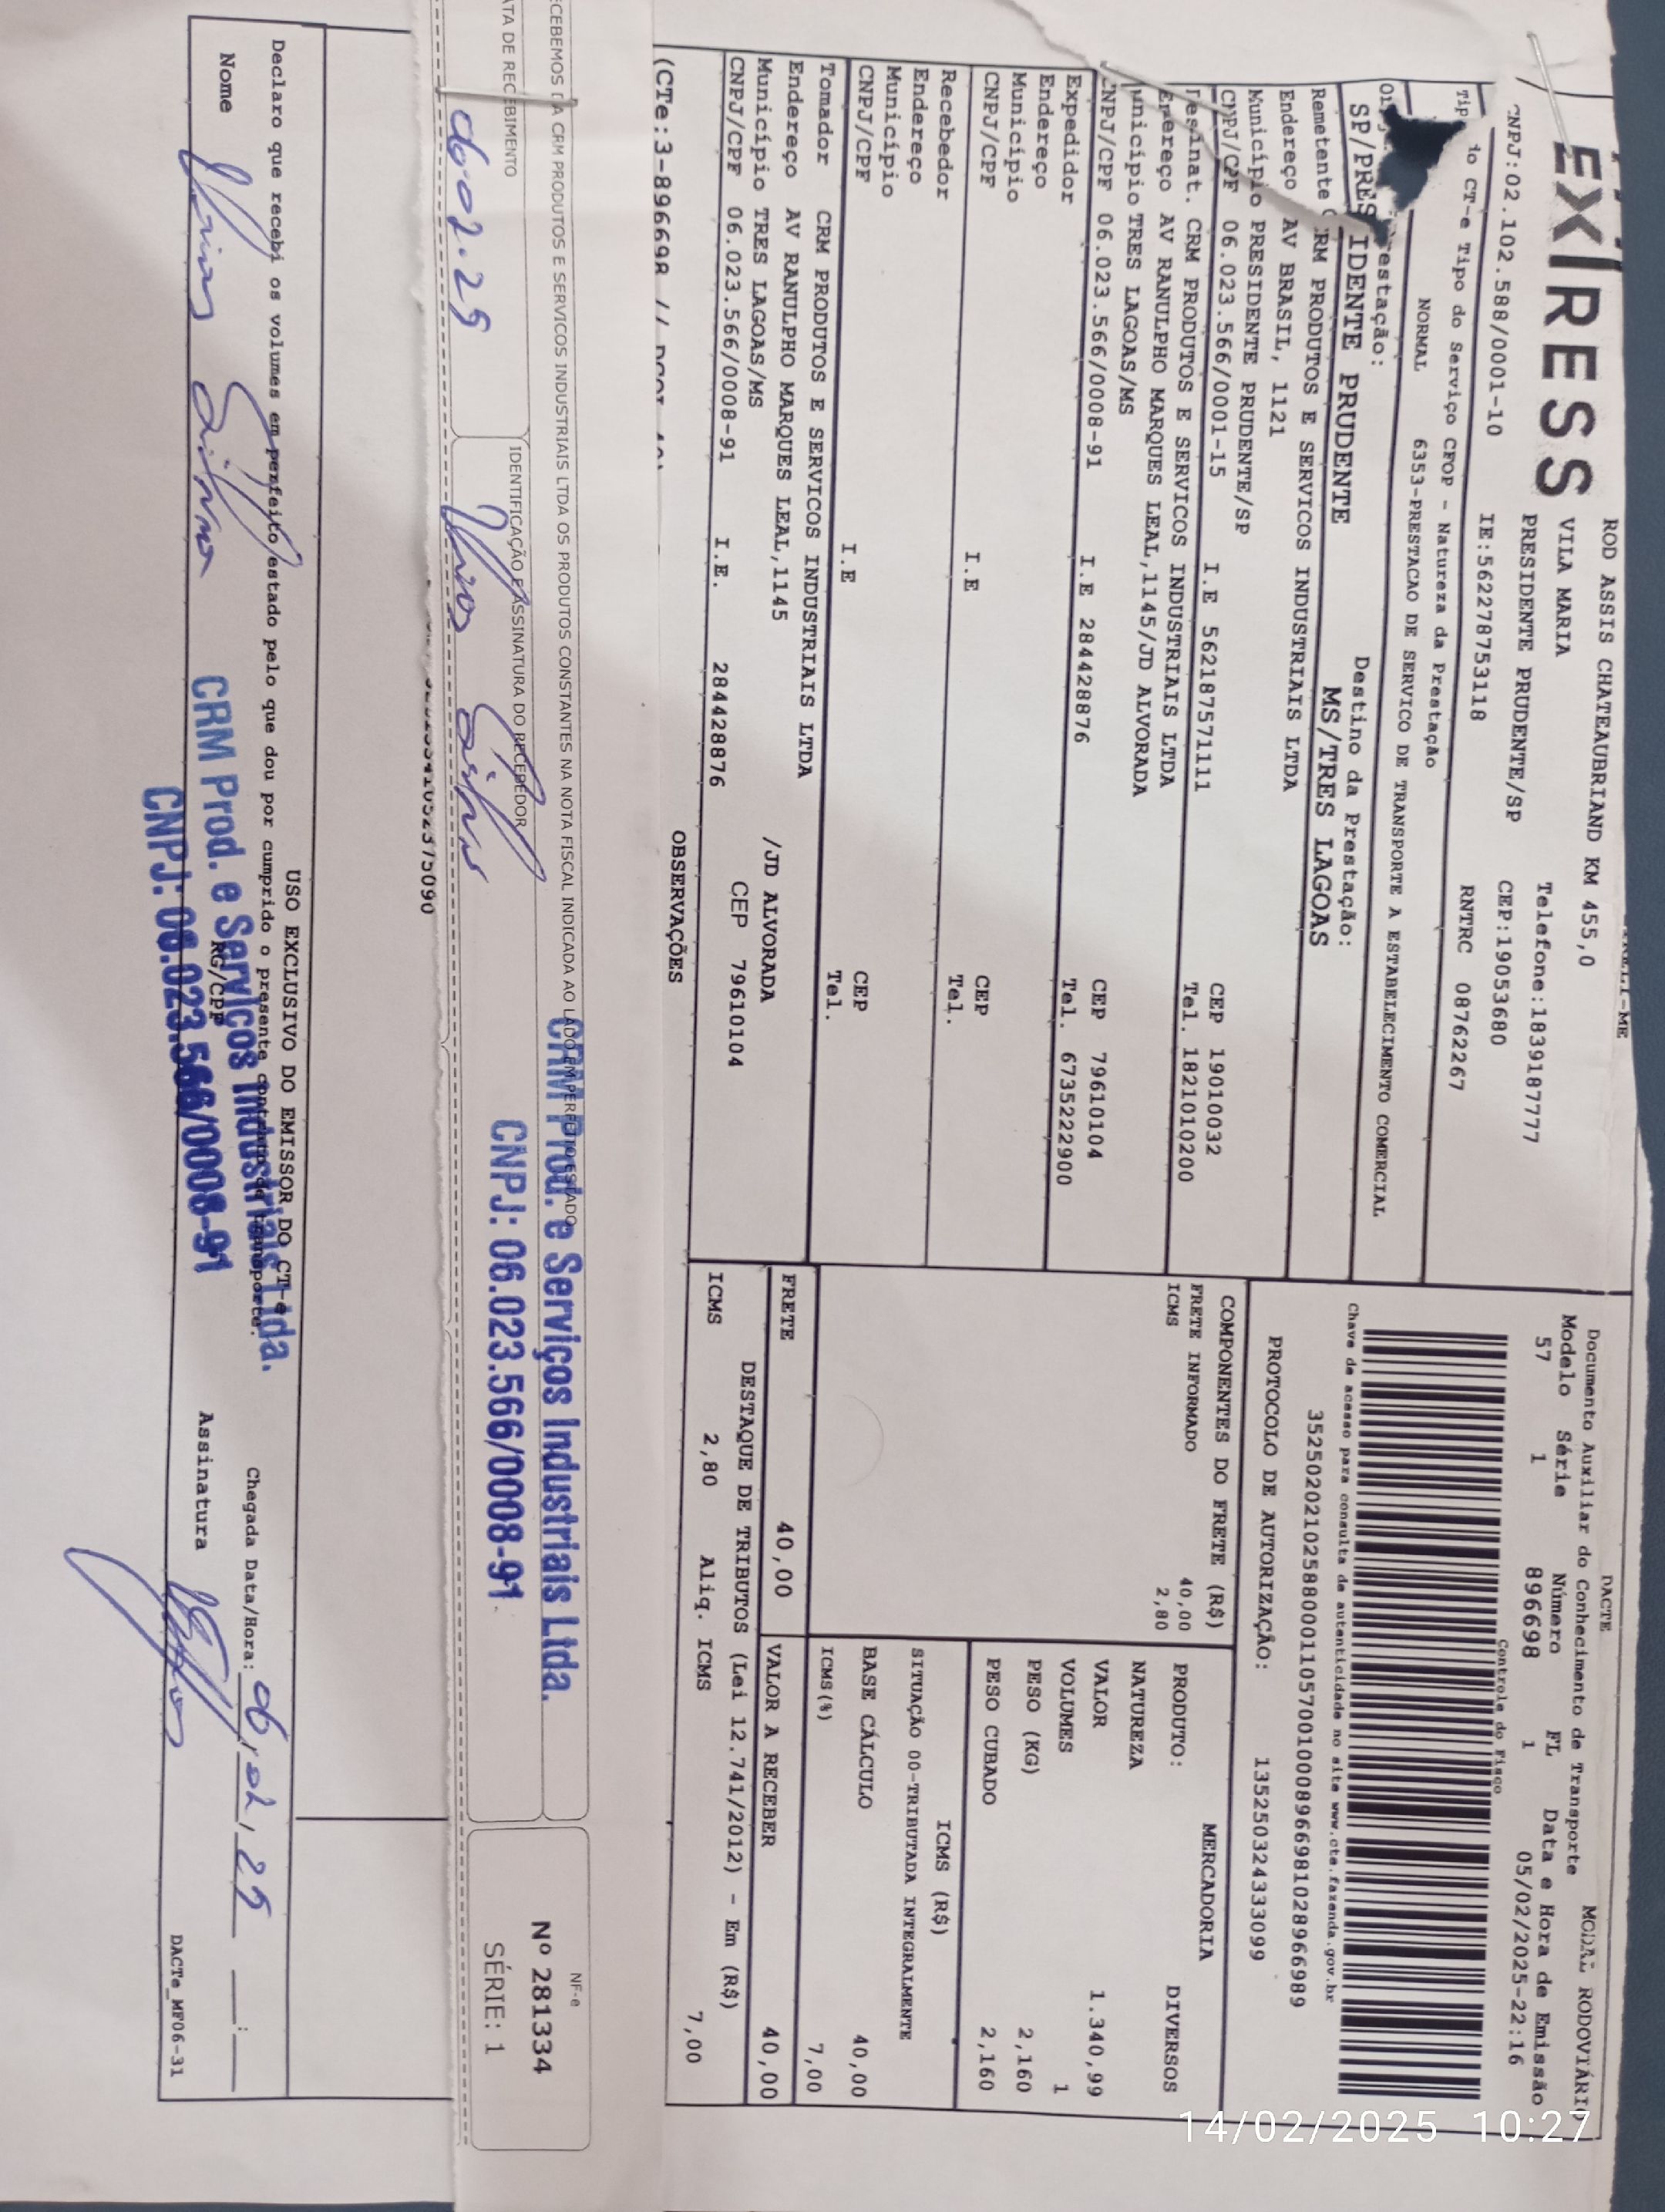 EXPRESS
ROD ASSIS CHATEAUBRIAND KM 455,0
VILA MARIA
Telefone:1839187777
PRESIDENTE PRUDENTE/SP
CEP:19053680
CNPJ:02.102.588/0001-10
IE:562278753118
RNTRC 08762267
DACTE
MODAL RODOVIÁRIO
Documento Auxiliar do Conhecimento de Transporte
Modelo Série Número FL Data e Hora de Emissão
57 1 896698 1 05/02/2025-22:16
Controle do Fisco
CT-e Tipo do Serviço CFOP - Natureza da Prestação
NORMAL 6353-PRESTACAO DE SERVICO DE TRANSPORTE A ESTABELECIMENTO COMERCIAL
Chave de acesso para consulta de autenticidade no site www.cte.fazenda.gov.br
35250202102588000110570010008966981028966989
PROTOCOLO DE AUTORIZAÇÃO: 135250324333099
Destino da Prestação:
SP/PRESIDENTE PRUDENTE
MS/TRES LAGOAS
Remetente CRM PRODUTOS E SERVICOS INDUSTRIAIS LTDA
Endereço AV BRASIL, 1121
Município PRESIDENTE PRUDENTE/SP CEP 19010032
CNPJ/CPF 06.023.566/0001-15 I.E 562187571111 Tel. 1821010200
Destinat. CRM PRODUTOS E SERVICOS INDUSTRIAIS LTDA
Endereço AV RANULPHO MARQUES LEAL,1145/JD ALVORADA
Município TRES LAGOAS/MS CEP 79610104
CNPJ/CPF 06.023.566/0008-91 I.E 284428876 Tel. 6735222900
Expedidor
Endereço
Município CEP
CNPJ/CPF I.E Tel.
Recebedor
Endereço
Município CEP
CNPJ/CPF I.E Tel.
Tomador CRM PRODUTOS E SERVICOS INDUSTRIAIS LTDA
Endereço AV RANULPHO MARQUES LEAL,1145 /JD ALVORADA
Município TRES LAGOAS/MS CEP 79610104
CNPJ/CPF 06.023.566/0008-91 I.E. 284428876
COMPONENTES DO FRETE (R$)
FRETE INFORMADO 40,00
ICMS 2,80
MERCADORIA
PRODUTO: DIVERSOS
NATUREZA
VALOR 1.340,99
VOLUMES 1
PESO (KG) 2,160
PESO CUBADO 2,160
ICMS (R$)
SITUAÇÃO 00-TRIBUTADA INTEGRALMENTE
BASE CÁLCULO 40,00
ICMS(%) 7,00
FRETE 40,00
VALOR A RECEBER 40,00
DESTAQUE DE TRIBUTOS (Lei 12.741/2012) - Em (R$)
ICMS 2,80 Aliq. ICMS 7,00
OBSERVAÇÕES
(CTe:3-896698 //
RECEBEMOS DA CRM PRODUTOS E SERVICOS INDUSTRIAIS LTDA OS PRODUTOS CONSTANTES NA NOTA FISCAL INDICADA AO LADO EM PERFEITO ESTADO
DATA DE RECEBIMENTO
IDENTIFICAÇÃO E ASSINATURA DO RECEBEDOR
06.02.25
CRM Prod. e Serviços Industriais Ltda.
CNPJ: 06.023.566/0008-91
NF-e
Nº 281334
SÉRIE: 1
USO EXCLUSIVO DO EMISSOR DO CT-e
Declaro que recebi os volumes em perfeito estado pelo que dou por cumprido o presente contrato de transporte.
Chegada Data/Hora: 06/02/25 __:__
Nome
RG/CPF
Assinatura
CRM Prod. e Serviços Industriais Ltda.
CNPJ: 06.023.566/0008-91
DACTe_MF06-31
14/02/2025 10:27